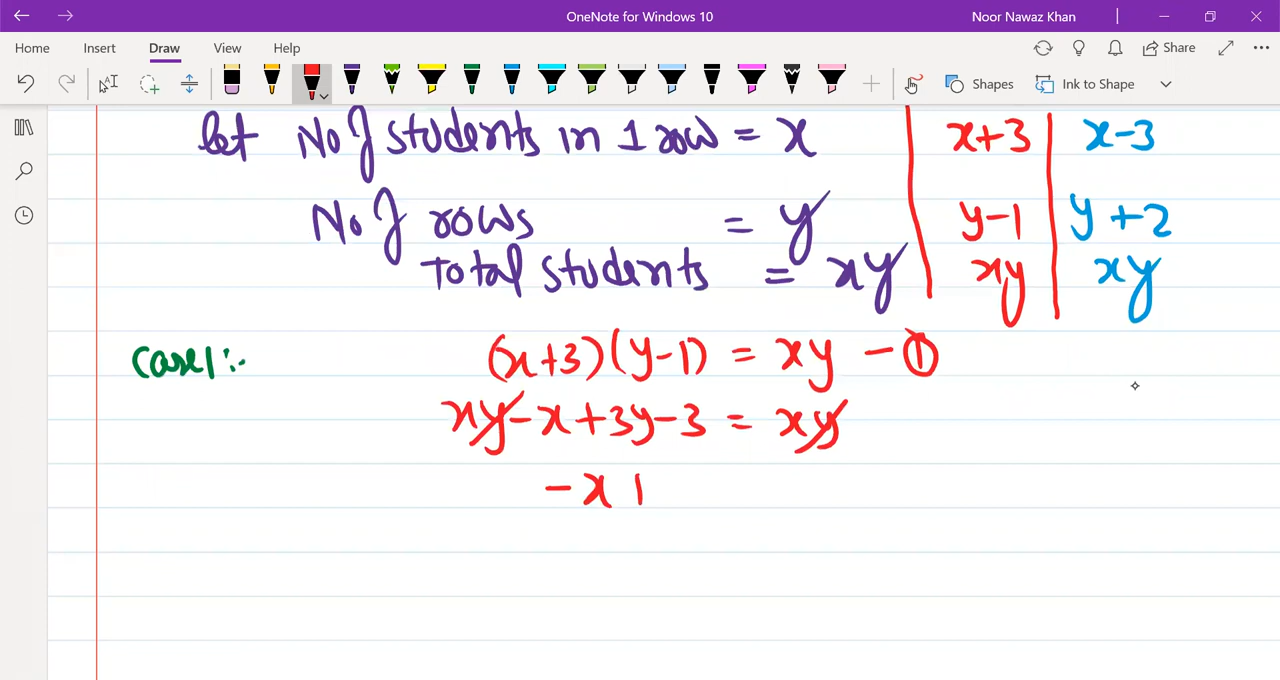 OneNote for Windows 10
Noor Nawaz Khan
Home Insert Draw View Help
Share
Shapes
Ink to Shape
let No of students in 1 row = x
x+3
x-3
No of rows = y
y-1
y+2
Total students = xy
xy
xy
Case1:-
(x+3)(y-1) = xy - ①
xy-x+3y-3 = xy
-x